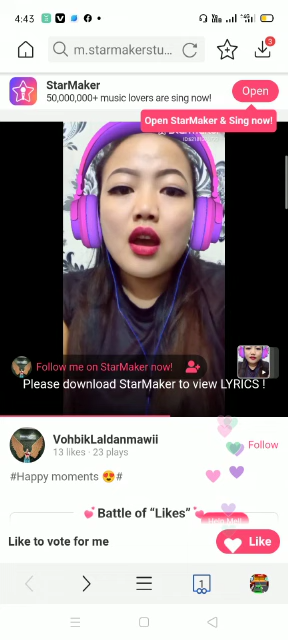 4:43
m.starmakerstu...
3
StarMaker
50,000,000+ music lovers are sing now!
Open
Open StarMaker & Sing now!
Follow me on StarMaker now!
Please download StarMaker to view LYRICS !
VohbikLaldanmawii
13 likes · 23 plays
Follow
#Happy moments 😍#
💕 Battle of “Likes” 💕
Like to vote for me
Like
1